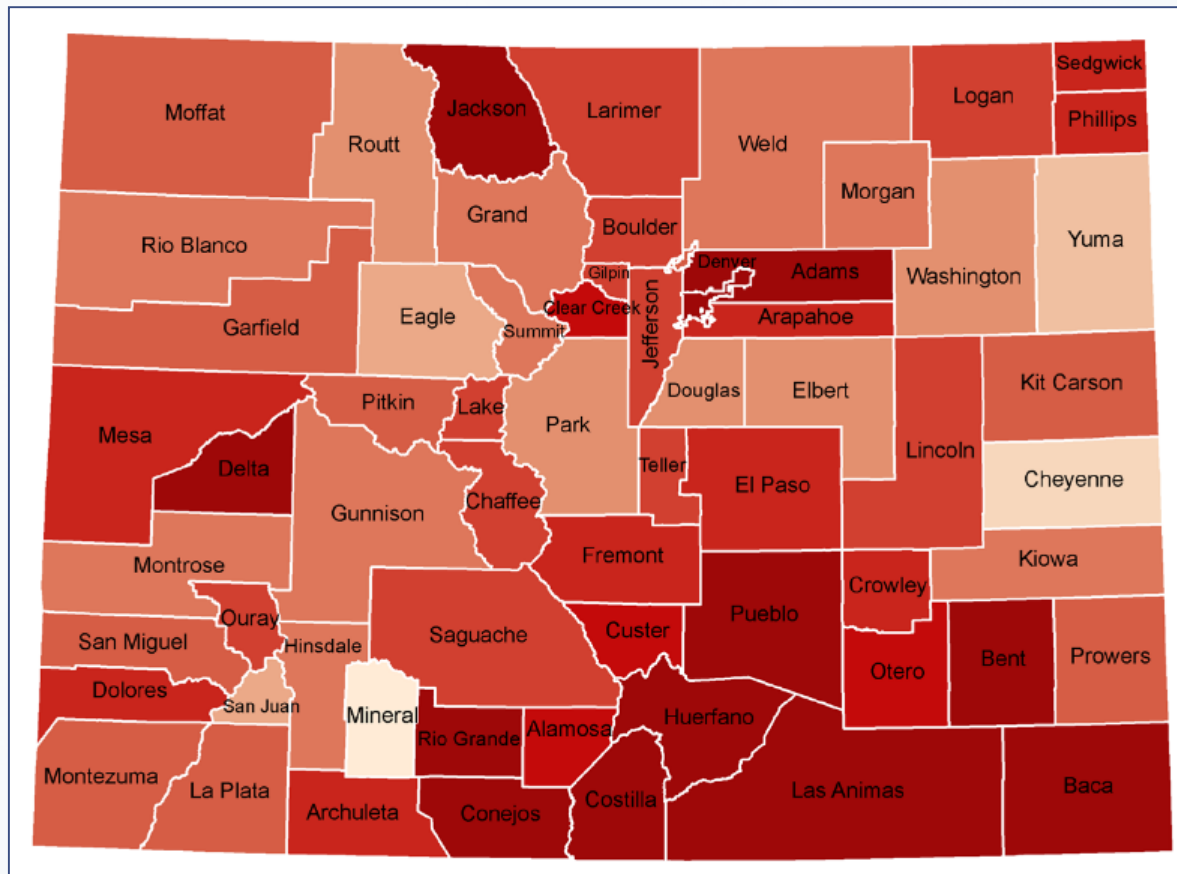 Sedgwick
Logan
Moffat
Jackson
Larimer
Phillips
Routt
Weld
Morgan
Grand
Boulder
Rio Blanco
Yuma
Gilpin
Denver
Adams
Washington
Clear Creek
Eagle
Arapahoe
Garfield
Summit
Jefferson
Kit Carson
Douglas
Elbert
Pitkin
Lake
Park
Mesa
Lincoln
Delta
Teller
Cheyenne
El Paso
Chaffee
Gunnison
Fremont
Kiowa
Montrose
Crowley
Pueblo
Ouray
Custer
Saguache
San Miguel
Hinsdale
Bent
Prowers
Otero
Dolores
San Juan
Mineral
Huerfano
Alamosa
Rio Grande
Montezuma
La Plata
Baca
Las Animas
Costilla
Archuleta
Conejos